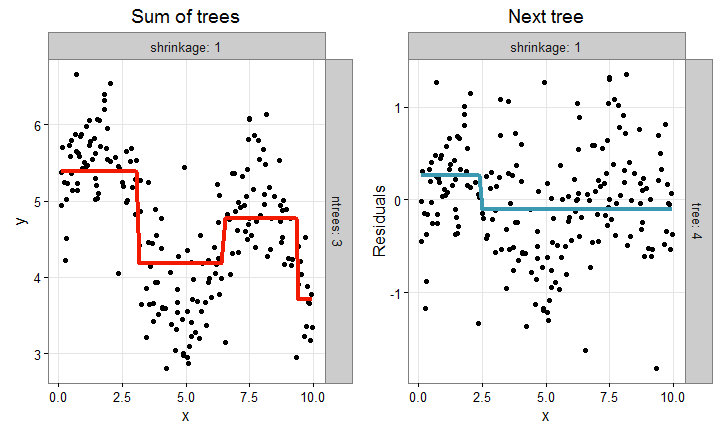 Sum of trees
shrinkage: 1
y
6
5
4
3
0.0 2.5 5.0 7.5 10.0
x
ntrees: 3
Next tree
shrinkage: 1
Residuals
1
0
-1
0.0 2.5 5.0 7.5 10.0
x
tree: 4